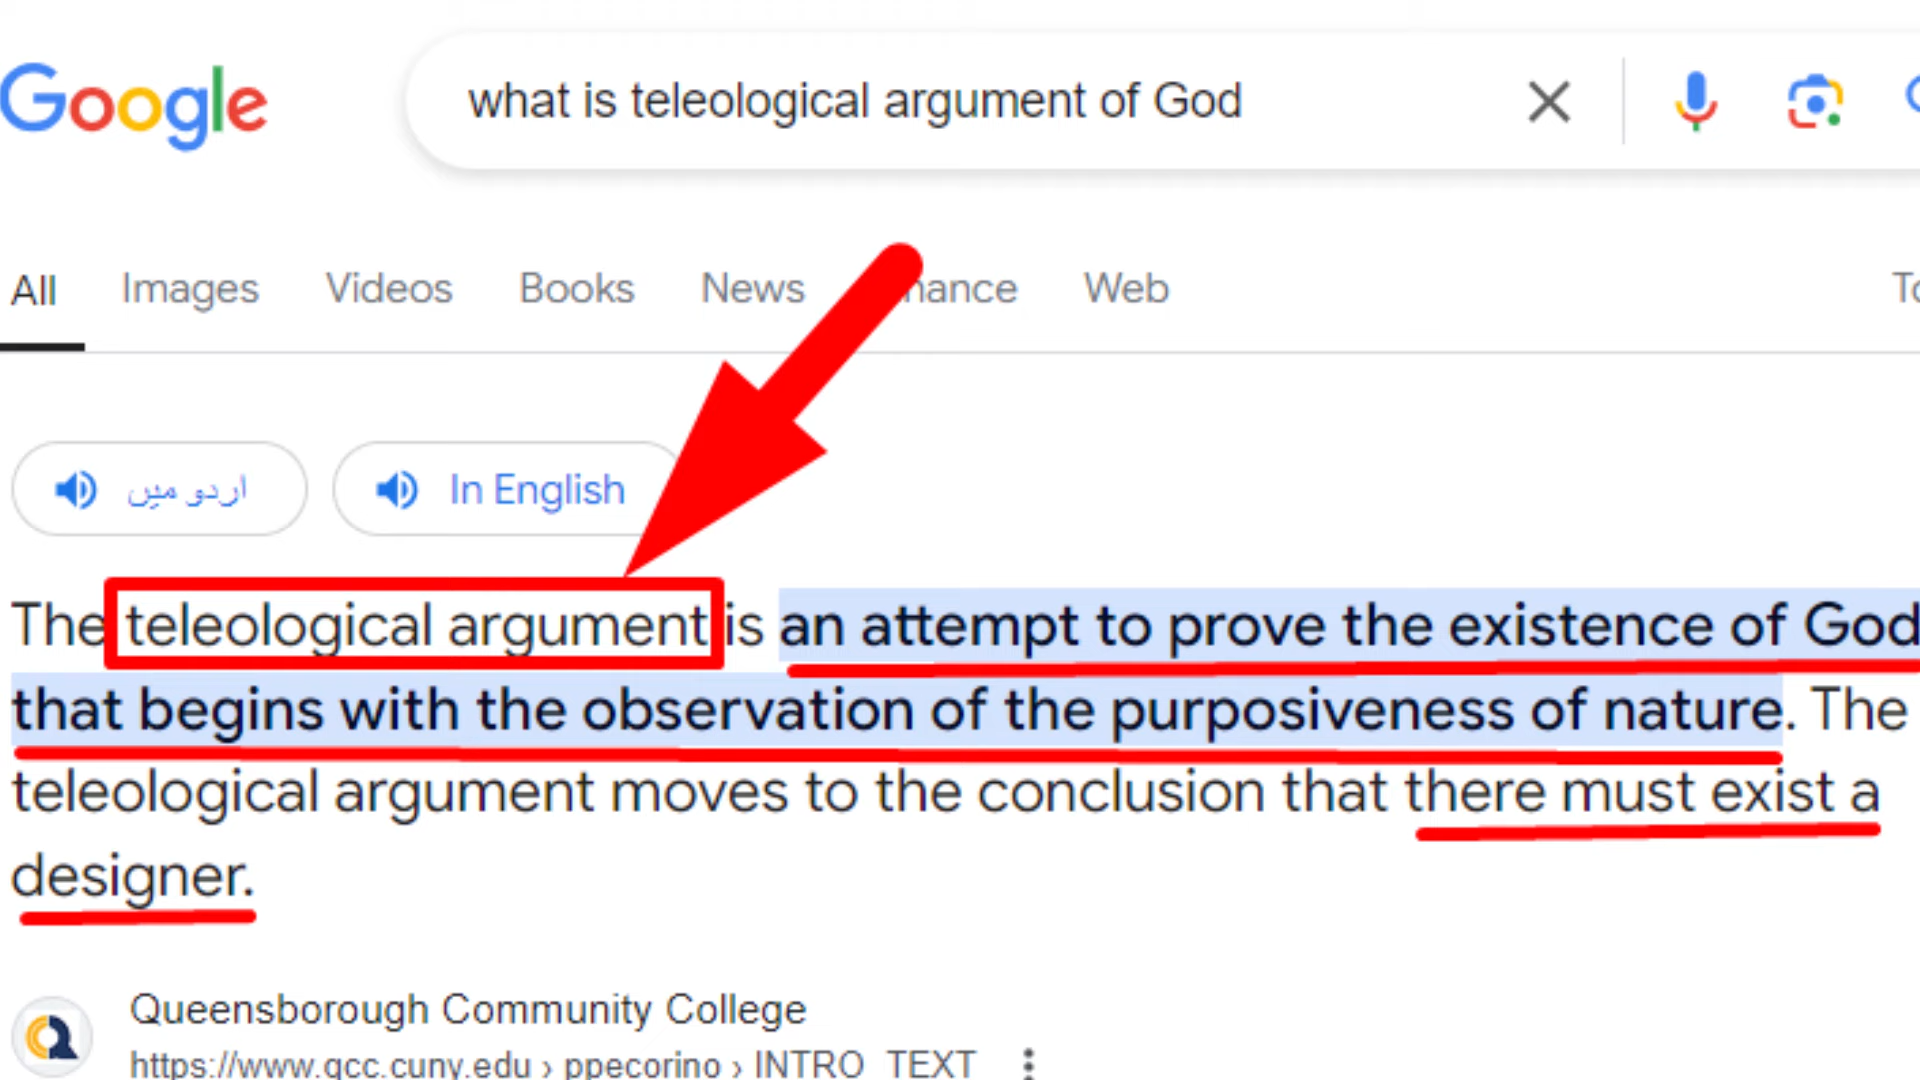 Google
what is teleological argument of God
All Images Videos Books News Web
اردو میں In English
The teleological argument is an attempt to prove the existence of God
that begins with the observation of the purposiveness of nature. The
teleological argument moves to the conclusion that there must exist a
designer.
Queensborough Community College
https://www.qcc.cuny.edu › ppecorino › INTRO_TEXT